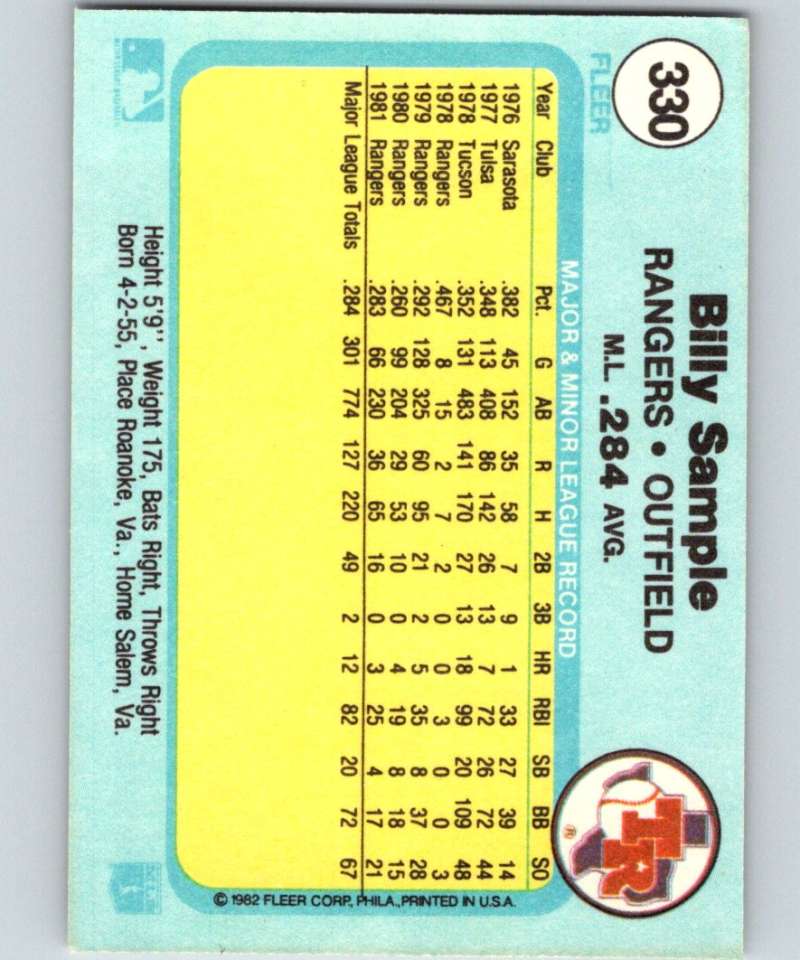 330
FLEER
Billy Sample
RANGERS • OUTFIELD
M.L. .284 AVG.
TR
®
MAJOR & MINOR LEAGUE RECORD
Year Club Pct. G AB R H 2B 3B HR RBI SB BB SO
1976 Sarasota .382 45 152 35 58 7 9 1 33 27 39 14
1977 Tulsa .348 113 408 86 142 26 13 7 72 26 72 44
1978 Tucson .352 131 483 141 170 27 13 18 99 20 109 48
1978 Rangers .467 8 15 2 7 2 0 0 3 0 0 3
1979 Rangers .292 128 325 60 95 21 2 5 35 8 37 28
1980 Rangers .260 99 204 29 53 10 0 4 19 8 18 15
1981 Rangers .283 66 230 36 65 16 0 3 25 4 17 21
Major League Totals .284 301 774 127 220 49 2 12 82 20 72 67
© 1982 FLEER CORP., PHILA., PRINTED IN U.S.A.
Height 5'9'', Weight 175, Bats Right, Throws Right
Born 4-2-55, Place Roanoke, Va., Home Salem, Va.